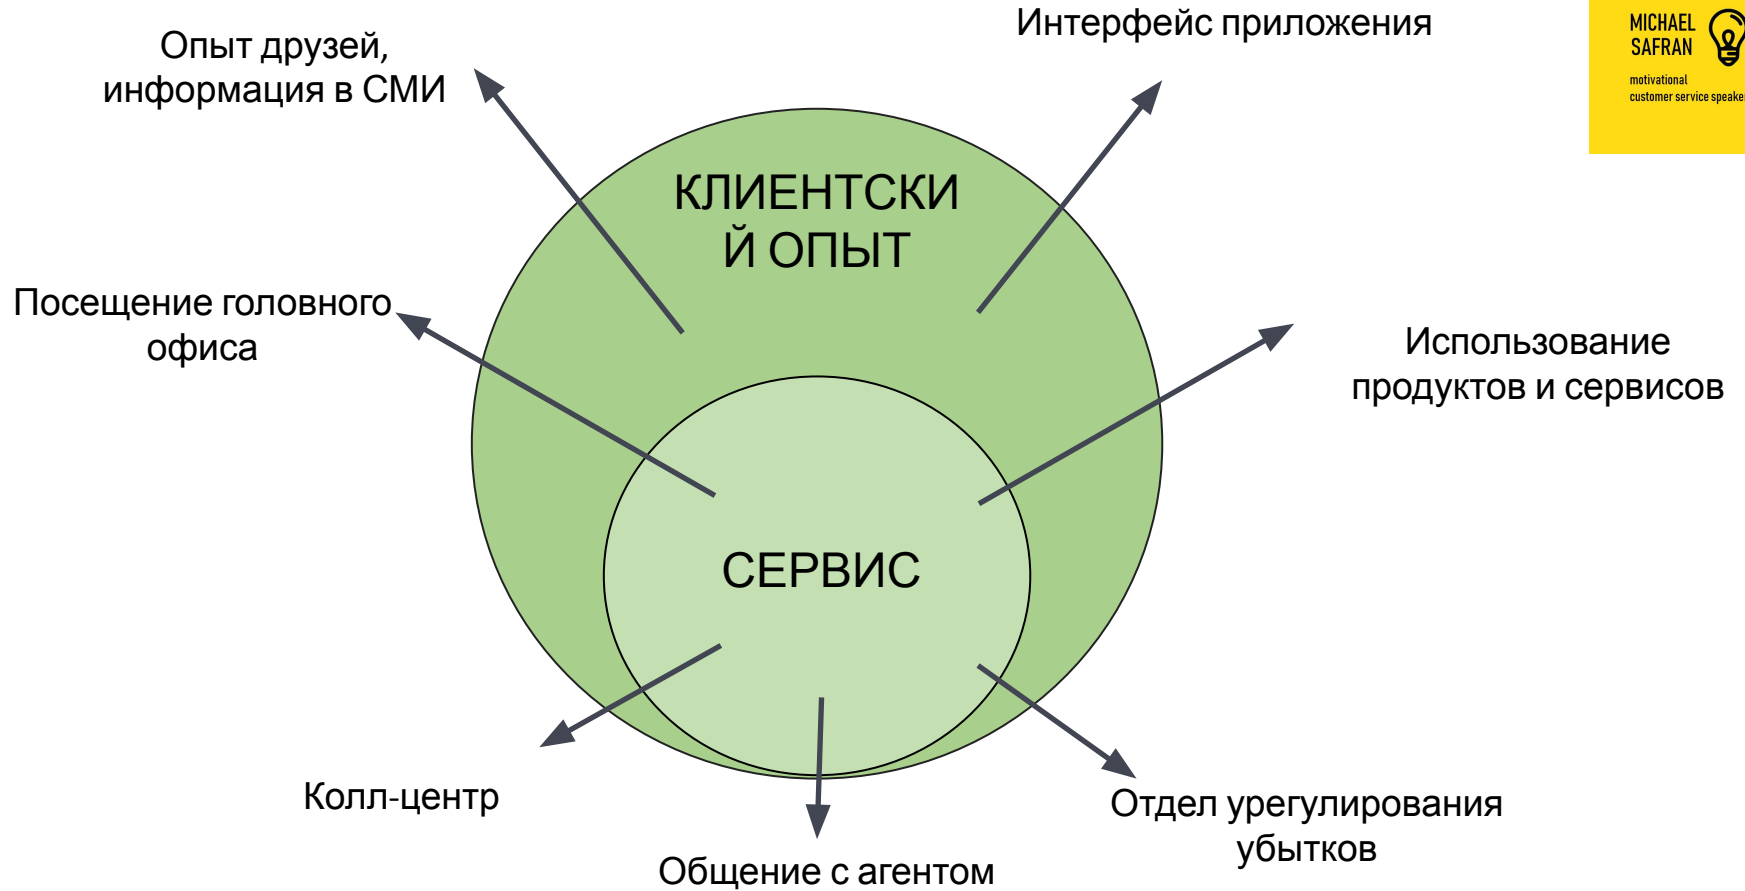 Интерфейс приложения
MICHAEL
SAFRAN
motivational
customer service speaker
Опыт друзей,
информация в СМИ
КЛИЕНТСКИ
Й ОПЫТ
Посещение головного
офиса
Использование
продуктов и сервисов
СЕРВИС
Колл-центр
Отдел урегулирования
убытков
Общение с агентом